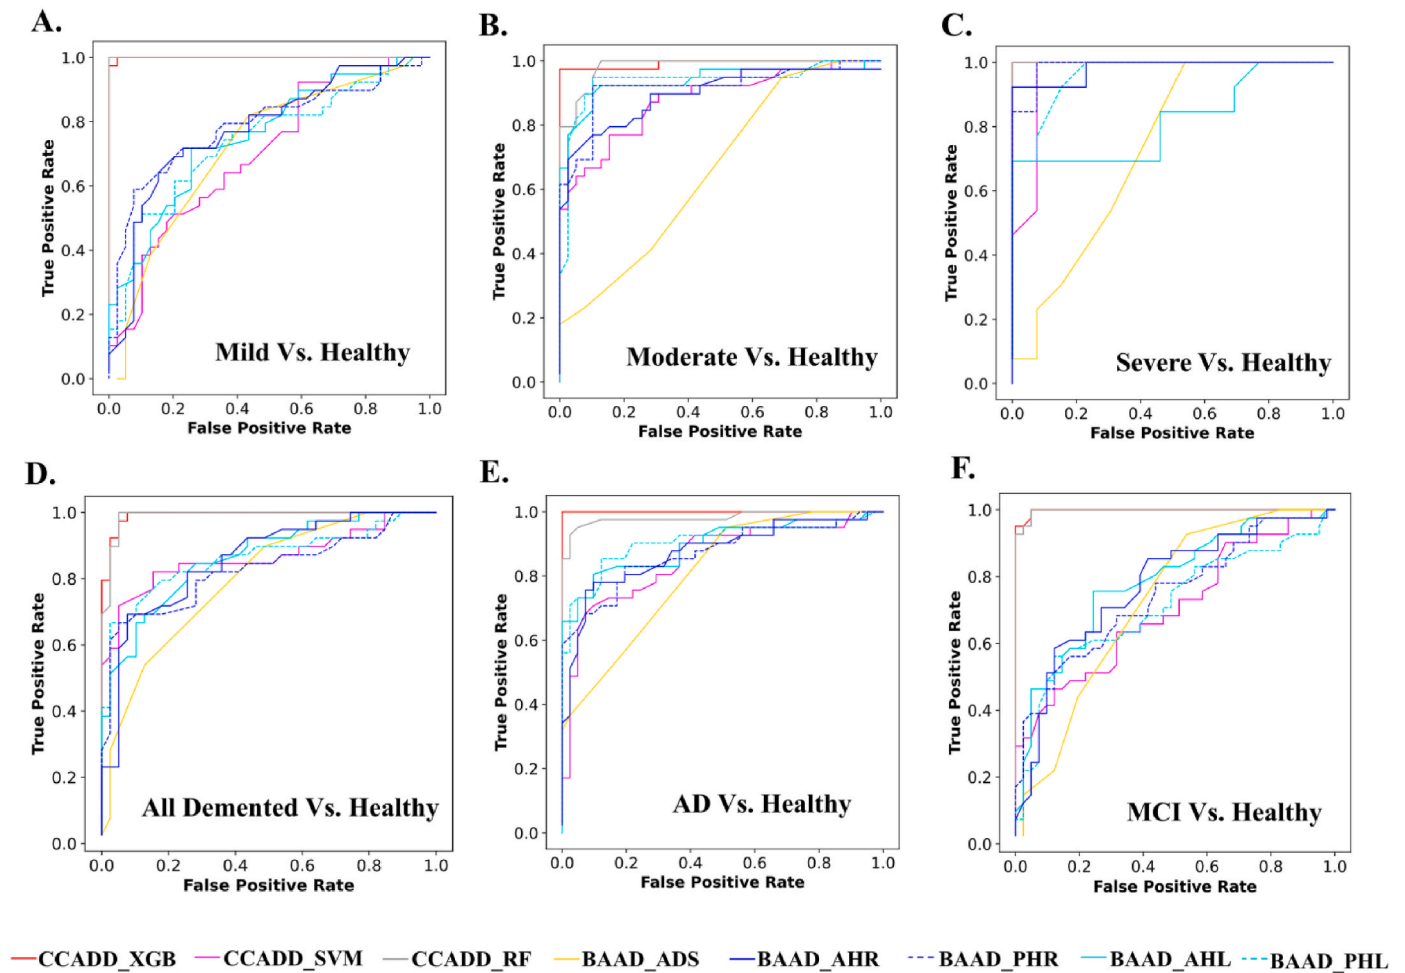 A.
1.0
0.8
0.6
0.4
0.2
0.0
True Positive Rate
Mild Vs. Healthy
0.0 0.2 0.4 0.6 0.8 1.0
False Positive Rate
B.
1.0
0.8
0.6
0.4
0.2
0.0
True Positive Rate
Moderate Vs. Healthy
0.0 0.2 0.4 0.6 0.8 1.0
False Positive Rate
C.
1.0
0.8
0.6
0.4
0.2
0.0
True Positive Rate
Severe Vs. Healthy
0.0 0.2 0.4 0.6 0.8 1.0
False Positive Rate
D.
1.0
0.8
0.6
0.4
0.2
0.0
True Positive Rate
All Demented Vs. Healthy
0.0 0.2 0.4 0.6 0.8 1.0
False Positive Rate
E.
1.0
0.8
0.6
0.4
0.2
0.0
True Positive Rate
AD Vs. Healthy
0.0 0.2 0.4 0.6 0.8 1.0
False Positive Rate
F.
1.0
0.8
0.6
0.4
0.2
0.0
True Positive Rate
MCI Vs. Healthy
0.0 0.2 0.4 0.6 0.8 1.0
False Positive Rate
CCADD_XGB CCADD_SVM CCADD_RF BAAD_ADS BAAD_AHR BAAD_PHR BAAD_AHL BAAD_PHL